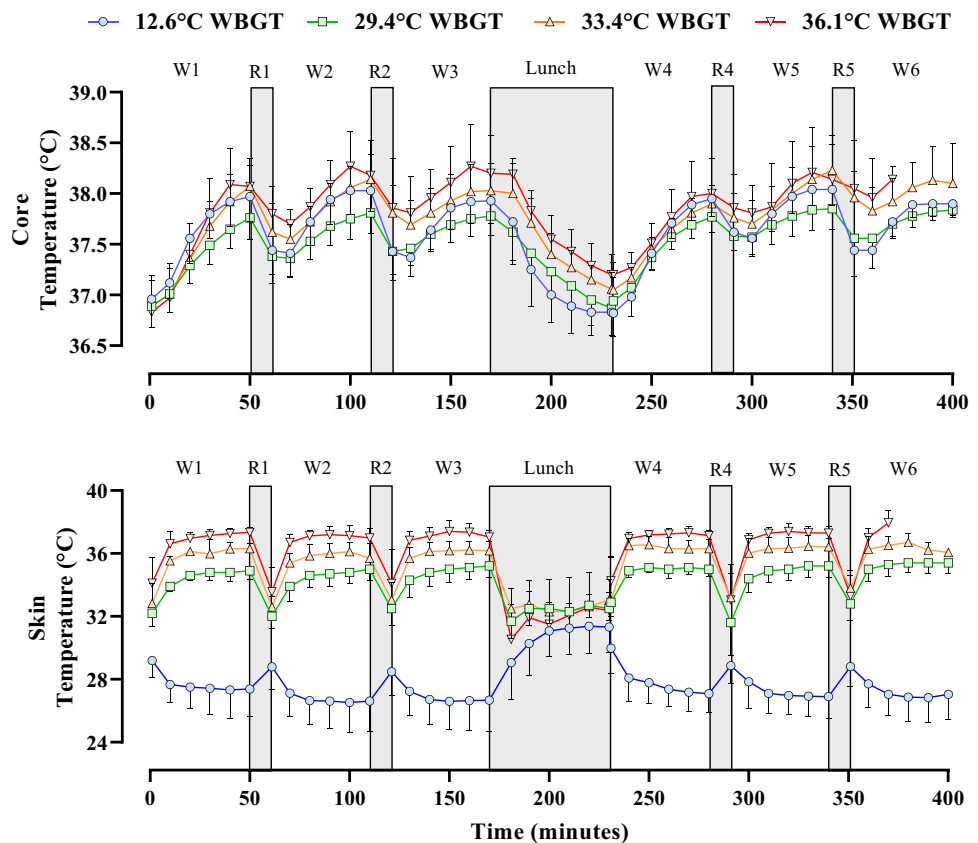 12.6°C WBGT 29.4°C WBGT 33.4°C WBGT 36.1°C WBGT
W1 R1 W2 R2 W3 Lunch W4 R4 W5 R5 W6
Core
Temperature (°C)
39.0
38.5
38.0
37.5
37.0
36.5
0 50 100 150 200 250 300 350 400
W1 R1 W2 R2 W3 Lunch W4 R4 W5 R5 W6
Skin
Temperature (°C)
40
36
32
28
24
0 50 100 150 200 250 300 350 400
Time (minutes)